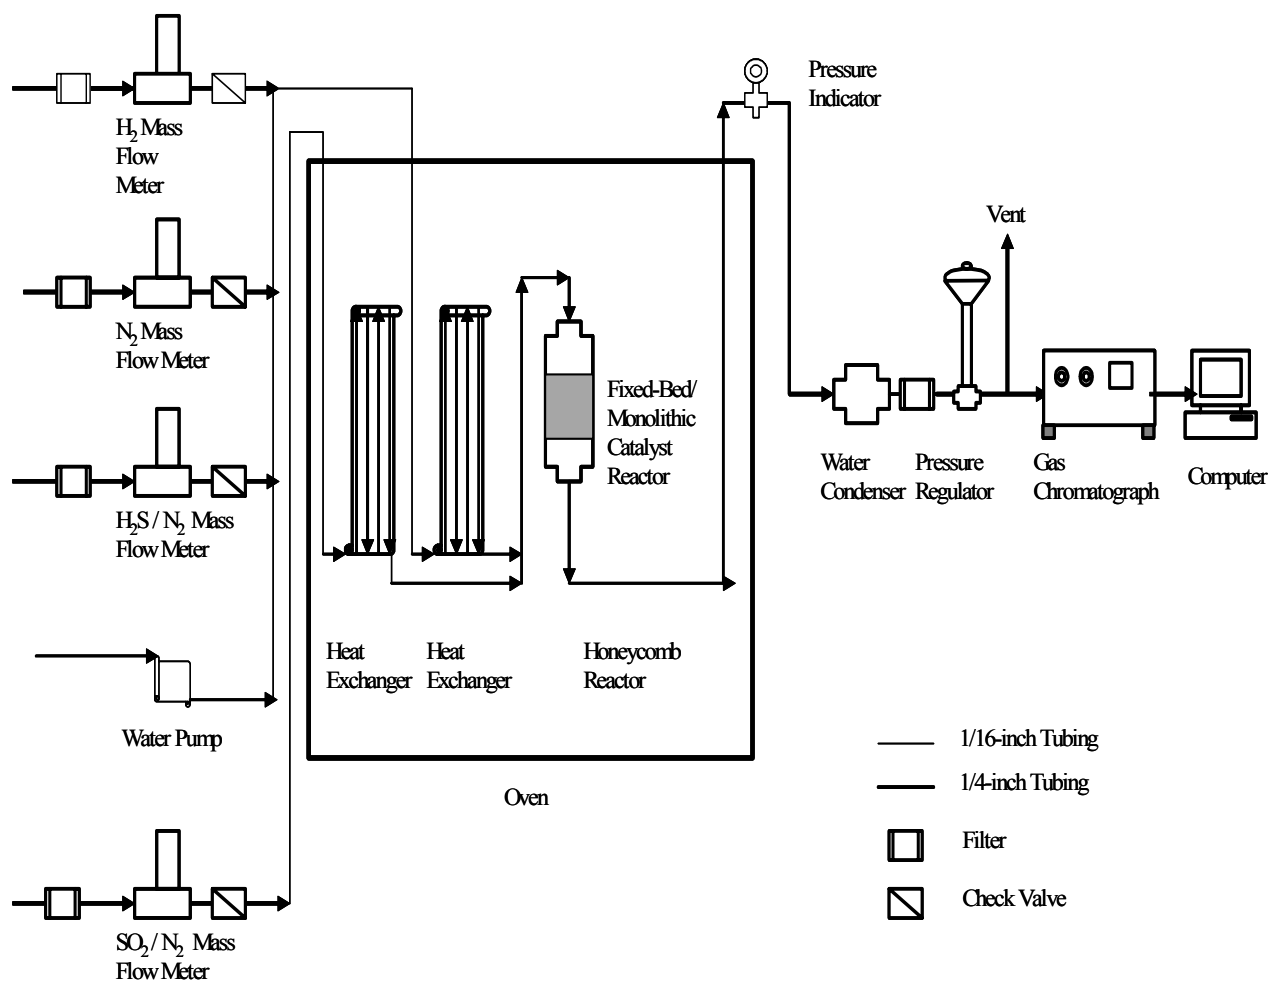 H2 Mass
Flow
Meter
N2 Mass
Flow Meter
H2S / N2 Mass
Flow Meter
Water Pump
SO2 / N2 Mass
Flow Meter
Heat
Exchanger
Heat
Exchanger
Honeycomb
Reactor
Fixed-Bed/
Monolithic
Catalyst
Reactor
Oven
Pressure
Indicator
Vent
Water
Condenser
Pressure
Regulator
Gas
Chromatograph
Computer
1/16-inch Tubing
1/4-inch Tubing
Filter
Check Valve